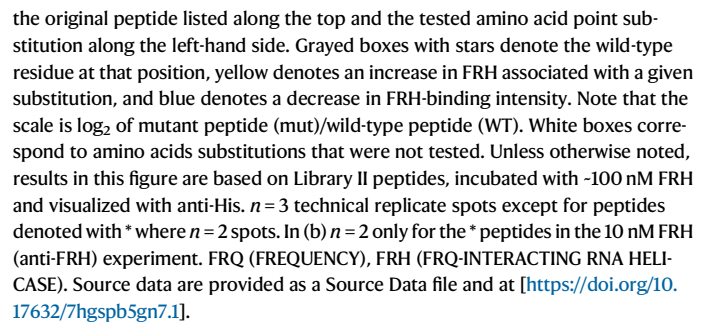 the original peptide listed along the top and the tested amino acid point sub-
stitution along the left-hand side. Grayed boxes with stars denote the wild-type
residue at that position, yellow denotes an increase in FRH associated with a given
substitution, and blue denotes a decrease in FRH-binding intensity. Note that the
scale is log₂ of mutant peptide (mut)/wild-type peptide (WT). White boxes corre-
spond to amino acids substitutions that were not tested. Unless otherwise noted,
results in this figure are based on Library II peptides, incubated with ~100 nM FRH
and visualized with anti-His. n = 3 technical replicate spots except for peptides
denoted with * where n = 2 spots. In (b) n = 2 only for the * peptides in the 10 nM FRH
(anti-FRH) experiment. FRQ (FREQUENCY), FRH (FRQ-INTERACTING RNA HELI-
CASE). Source data are provided as a Source Data file and at [https://doi.org/10.
17632/7hgspb5gn7.1].